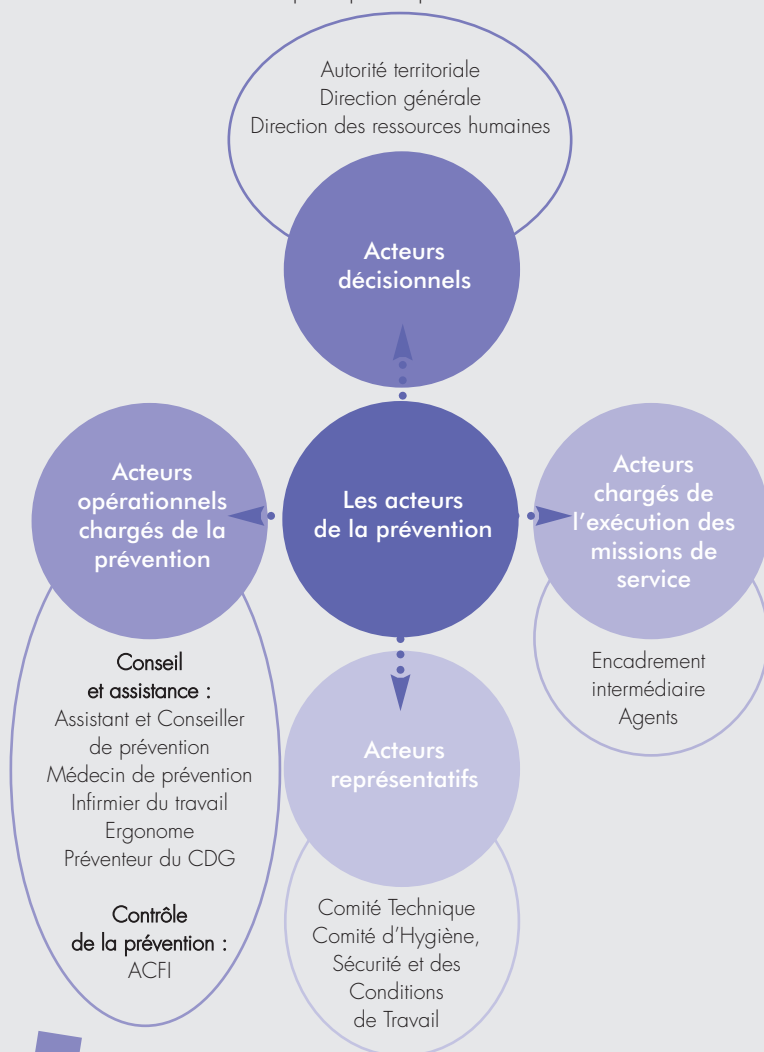 Autorité territoriale
Direction générale
Direction des ressources humaines
Acteurs
décisionnels
Acteurs
opérationnels
chargés de la
prévention
Les acteurs
de la prévention
Acteurs
chargés de
l'exécution des
missions de
service
Conseil
et assistance :
Assistant et Conseiller
de prévention
Médecin de prévention
Infirmier du travail
Ergonome
Préventeur du CDG
Contrôle
de la prévention :
ACFI
Encadrement
intermédiaire
Agents
Acteurs
représentatifs
Comité Technique
Comité d'Hygiène,
Sécurité et des
Conditions
de Travail